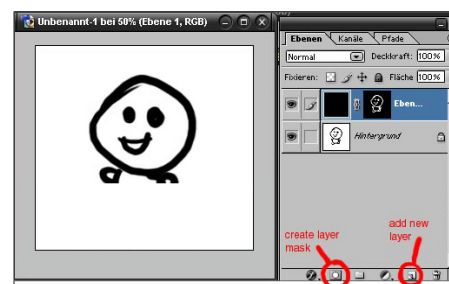 Unbenannt-1 bei 50% (Ebene 1, RGB)
Ebenen Kanäle Pfade
Normal Deckkraft: 100%
Fixieren: Fläche 100%
Eben...
Hintergrund
create layer
mask
add new
layer